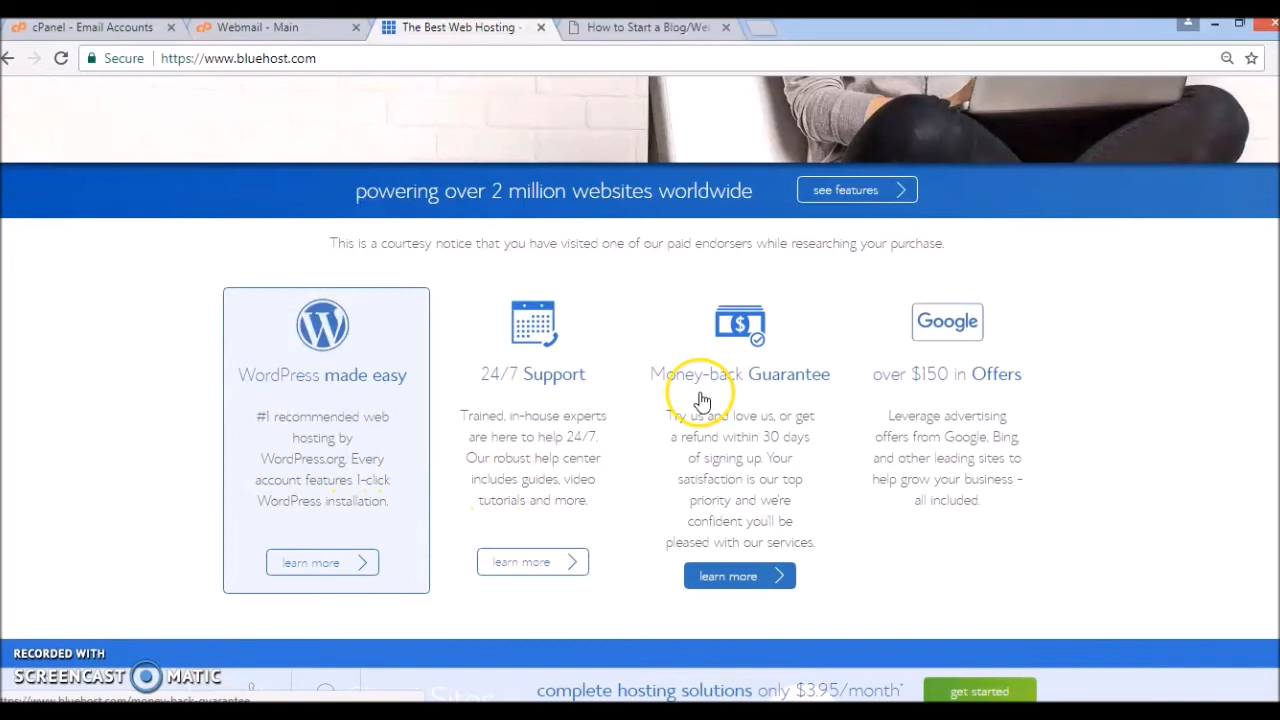 cPanel - Email Accounts
Webmail - Main
The Best Web Hosting -
How to Start a Blog/We
Secure
https://www.bluehost.com
powering over 2 million websites worldwide
see features
This is a courtesy notice that you have visited one of our paid endorsers while researching your purchase.
WordPress made easy
#1 recommended web
hosting by
WordPress.org. Every
account features 1-click
WordPress installation.
learn more
24/7 Support
Trained, in-house experts
are here to help 24/7.
Our robust help center
includes guides, video
tutorials and more.
learn more
$
Money-back Guarantee
Try us and love us, or get
a refund within 30 days
of signing up. Your
satisfaction is our top
priority and we're
confident you'll be
pleased with our services.
learn more
Google
over $150 in Offers
Leverage advertising
offers from Google, Bing,
and other leading sites to
help grow your business -
all included.
RECORDED WITH
SCREENCAST MATIC
complete hosting solutions only $3.95/month*
get started